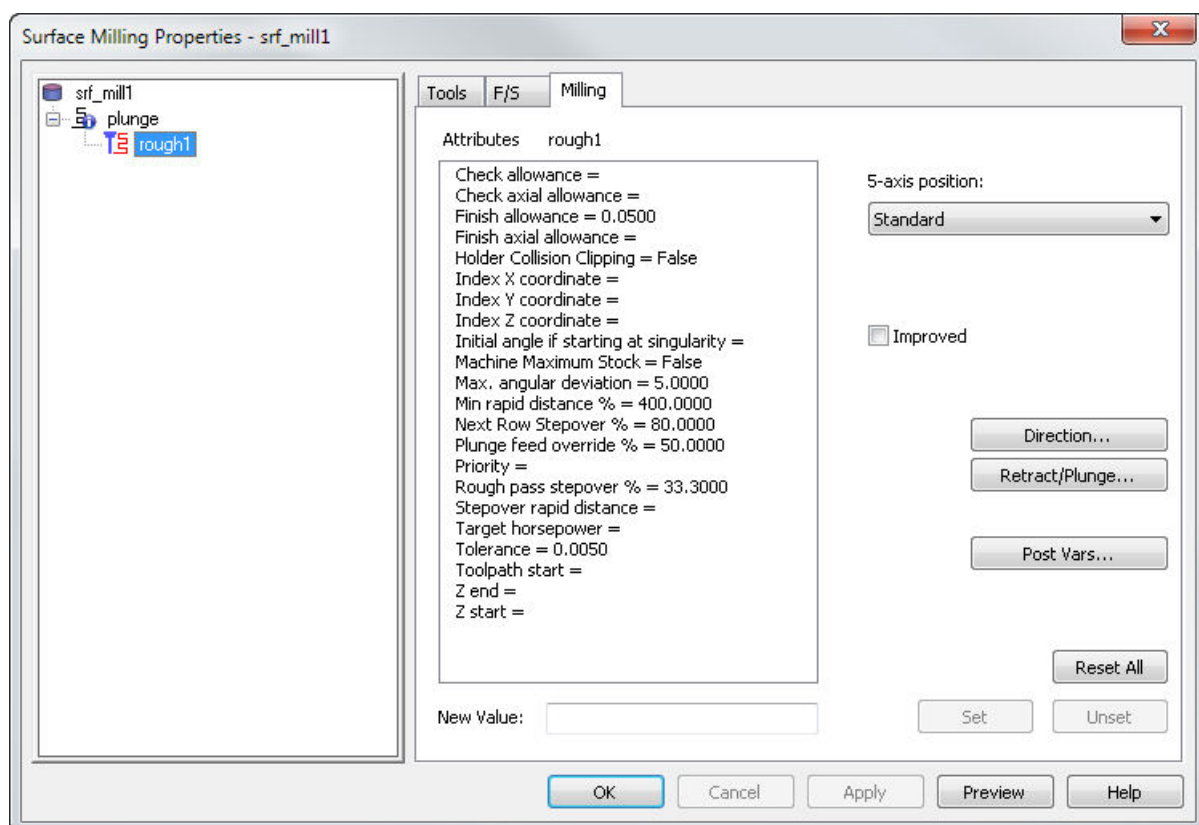 Surface Milling Properties - srf_mill1
srf_mill1
plunge
rough1
Tools
F/S
Milling
Attributes rough1
Check allowance =
Check axial allowance =
Finish allowance = 0.0500
Finish axial allowance =
Holder Collision Clipping = False
Index X coordinate =
Index Y coordinate =
Index Z coordinate =
Initial angle if starting at singularity =
Machine Maximum Stock = False
Max. angular deviation = 5.0000
Min rapid distance % = 400.0000
Next Row Stepover % = 80.0000
Plunge feed override % = 50.0000
Priority =
Rough pass stepover % = 33.3000
Stepover rapid distance =
Target horsepower =
Tolerance = 0.0050
Toolpath start =
Z end =
Z start =
5-axis position:
Standard
Improved
Direction...
Retract/Plunge...
Post Vars...
Reset All
New Value:
Set
Unset
OK
Cancel
Apply
Preview
Help